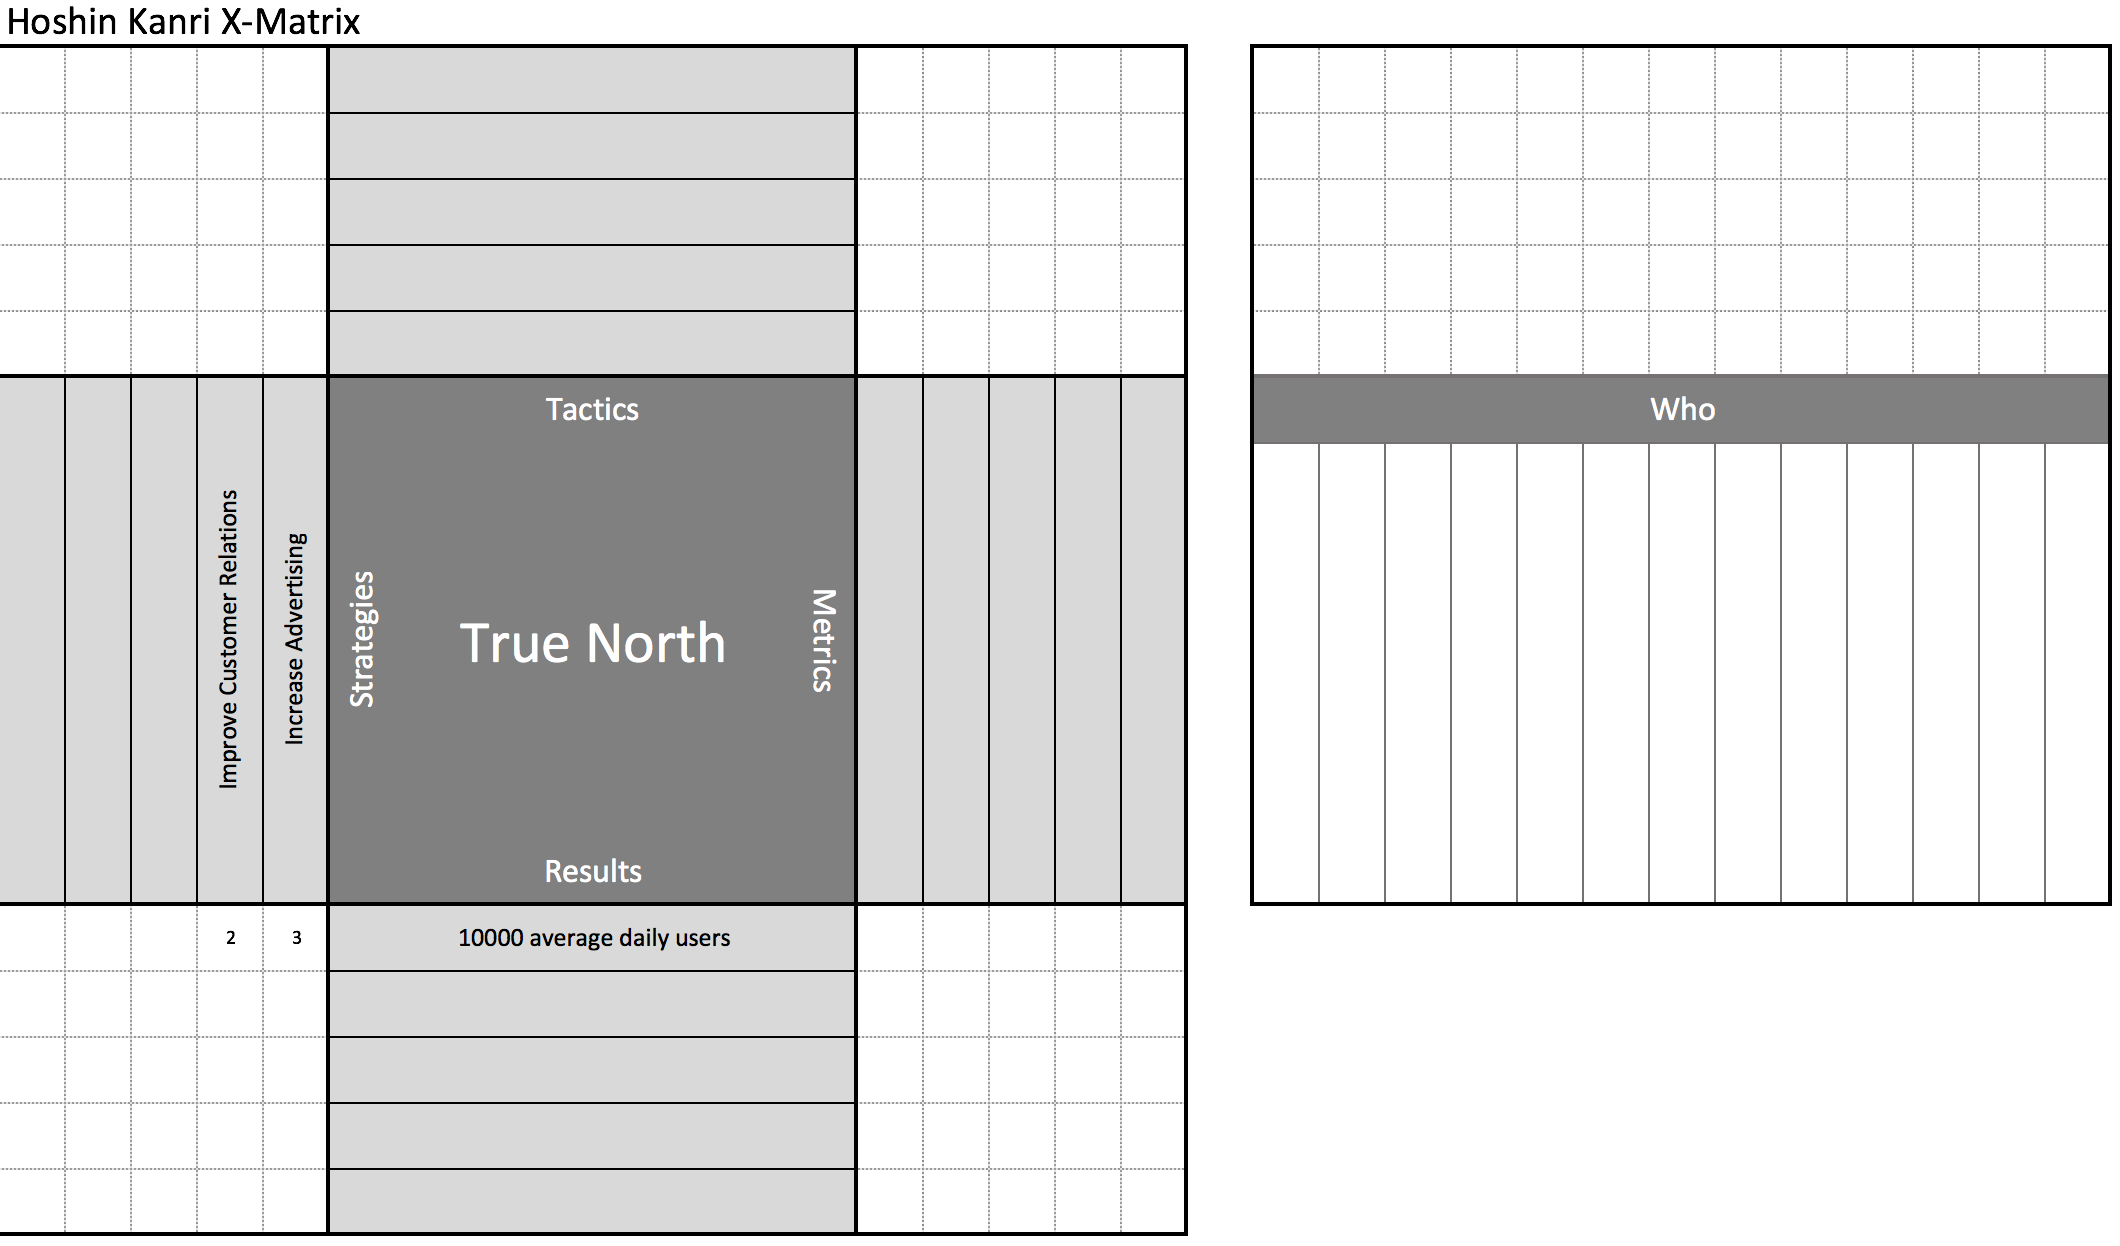 Hoshin Kanri X-Matrix
Tactics
Who
Improve Customer Relations
Increase Advertising
Strategies
True North
Metrics
Results
2
3
10000 average daily users